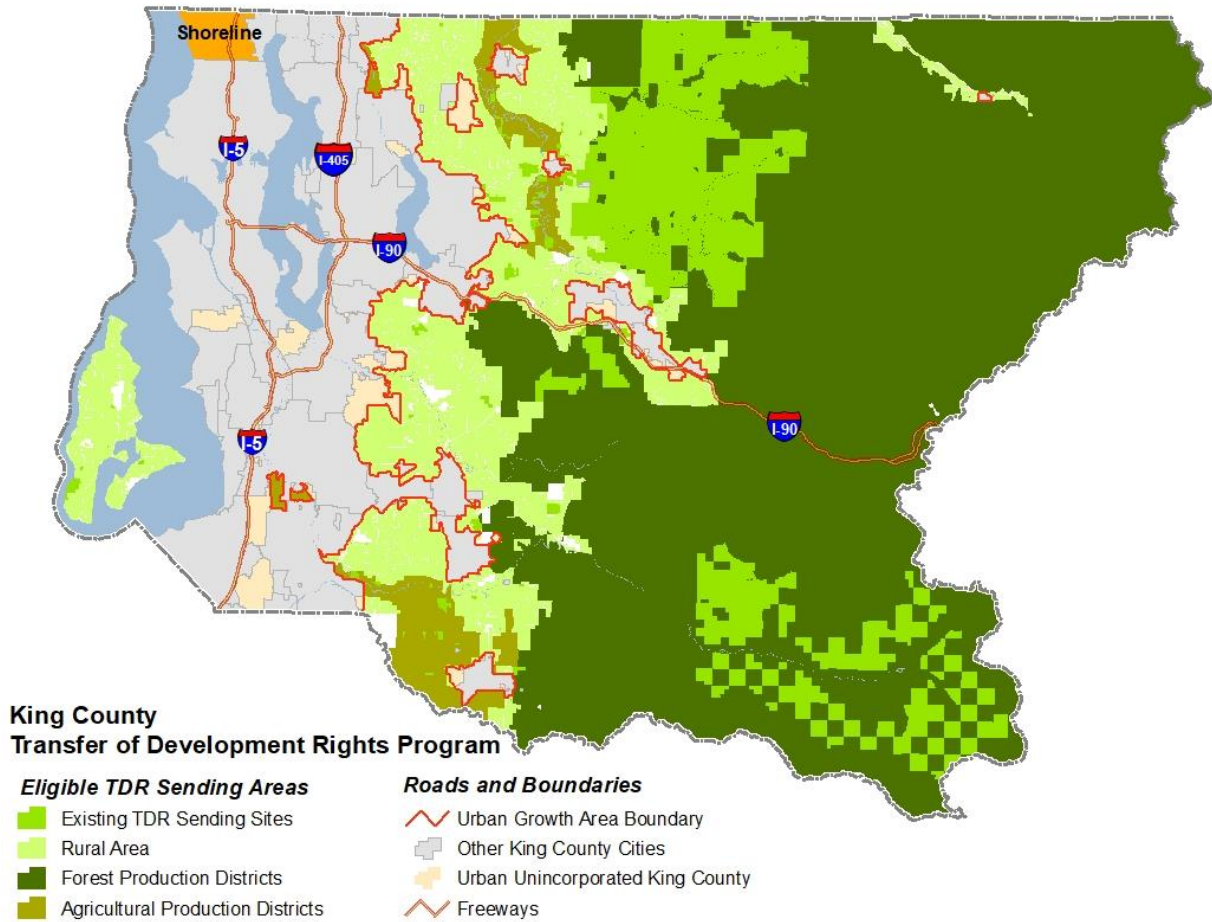 Shoreline
I-5
I-405
I-90
I-5
I-90
King County
Transfer of Development Rights Program
Eligible TDR Sending Areas
Existing TDR Sending Sites
Rural Area
Forest Production Districts
Agricultural Production Districts
Roads and Boundaries
Urban Growth Area Boundary
Other King County Cities
Urban Unincorporated King County
Freeways